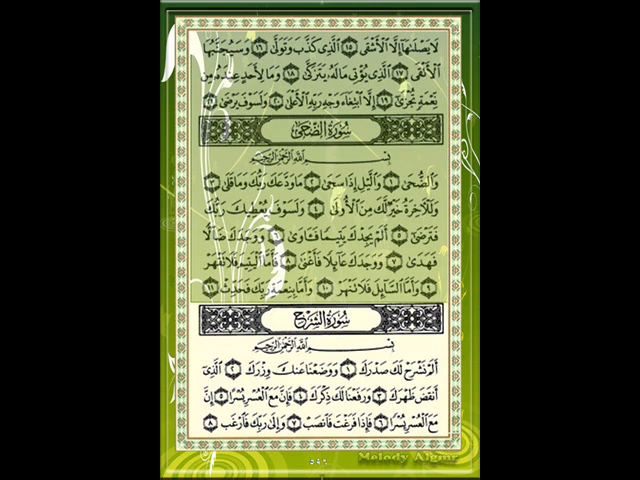 لَا يَصْلَىٰهَا إِلَّا الْأَشْقَى ١٥ الَّذِي كَذَّبَ وَتَوَلَّىٰ ١٦ وَسَيُجَنَّبُهَا
الْأَتْقَى ١٧ الَّذِي يُؤْتِي مَالَهُ يَتَزَكَّىٰ ١٨ وَمَا لِأَحَدٍ عِندَهُ مِن
نِّعْمَةٍ تُجْزَىٰ ١٩ إِلَّا ابْتِغَاءَ وَجْهِ رَبِّهِ الْأَعْلَىٰ ٢٠ وَلَسَوْفَ يَرْضَىٰ ٢١
سُورَةُ الضُّحَىٰ
بِسْمِ اللَّهِ الرَّحْمَٰنِ الرَّحِيمِ
وَالضُّحَىٰ ١ وَاللَّيْلِ إِذَا سَجَىٰ ٢ مَا وَدَّعَكَ رَبُّكَ وَمَا قَلَىٰ ٣
وَلَلْآخِرَةُ خَيْرٌ لَّكَ مِنَ الْأُولَىٰ ٤ وَلَسَوْفَ يُعْطِيكَ رَبُّكَ
فَتَرْضَىٰ ٥ أَلَمْ يَجِدْكَ يَتِيمًا فَآوَىٰ ٦ وَوَجَدَكَ ضَالًّا
فَهَدَىٰ ٧ وَوَجَدَكَ عَائِلًا فَأَغْنَىٰ ٨ فَأَمَّا الْيَتِيمَ فَلَا تَقْهَرْ
٩ وَأَمَّا السَّائِلَ فَلَا تَنْهَرْ ١٠ وَأَمَّا بِنِعْمَةِ رَبِّكَ فَحَدِّثْ ١١
سُورَةُ الشَّرْحِ
بِسْمِ اللَّهِ الرَّحْمَٰنِ الرَّحِيمِ
أَلَمْ نَشْرَحْ لَكَ صَدْرَكَ ١ وَوَضَعْنَا عَنكَ وِزْرَكَ ٢ الَّذِي
أَنقَضَ ظَهْرَكَ ٣ وَرَفَعْنَا لَكَ ذِكْرَكَ ٤ فَإِنَّ مَعَ الْعُسْرِ يُسْرًا ٥ إِنَّ
مَعَ الْعُسْرِ يُسْرًا ٦ فَإِذَا فَرَغْتَ فَانصَبْ ٧ وَإِلَىٰ رَبِّكَ فَارْغَب ٨
٥٩٦
Melody Algmr